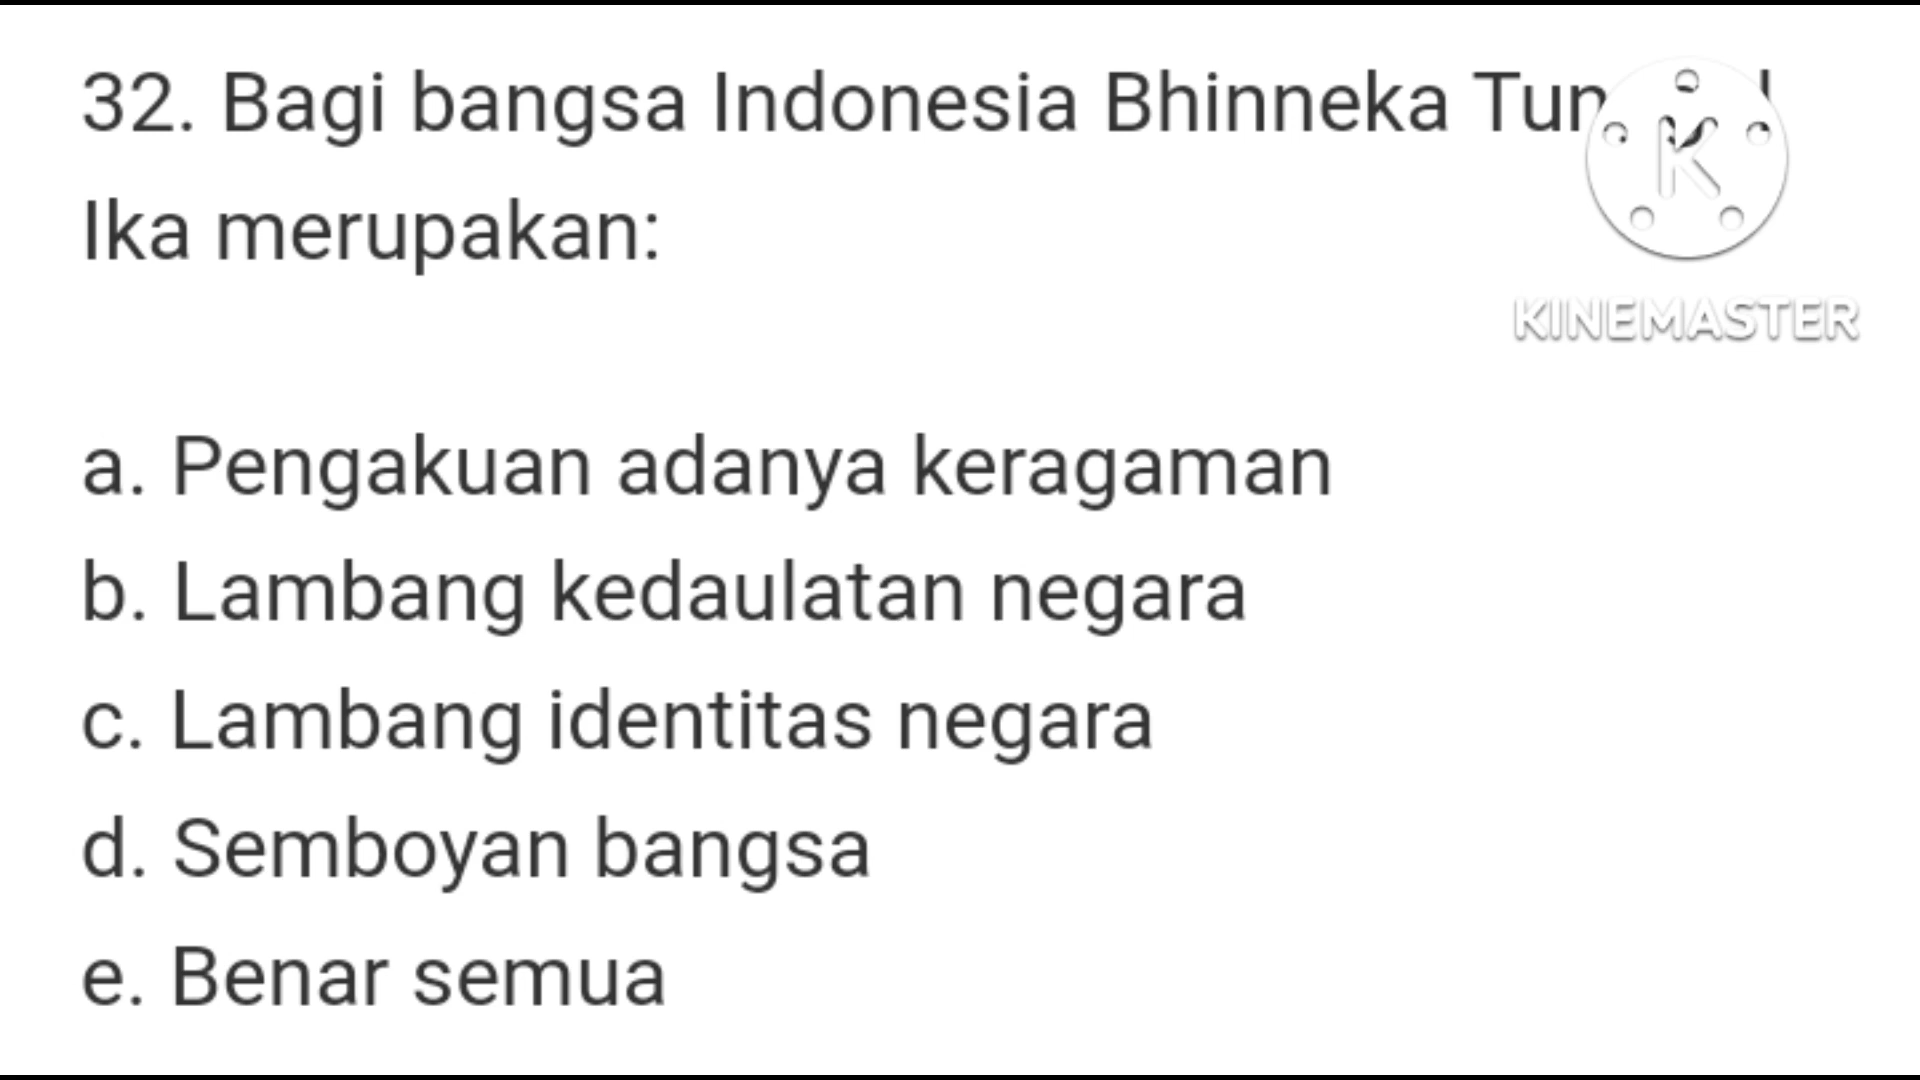 32. Bagi bangsa Indonesia Bhinneka
Ika merupakan:
KINEMASTER
a. Pengakuan adanya keragaman
b. Lambang kedaulatan negara
c. Lambang identitas negara
d. Semboyan bangsa
e. Benar semua